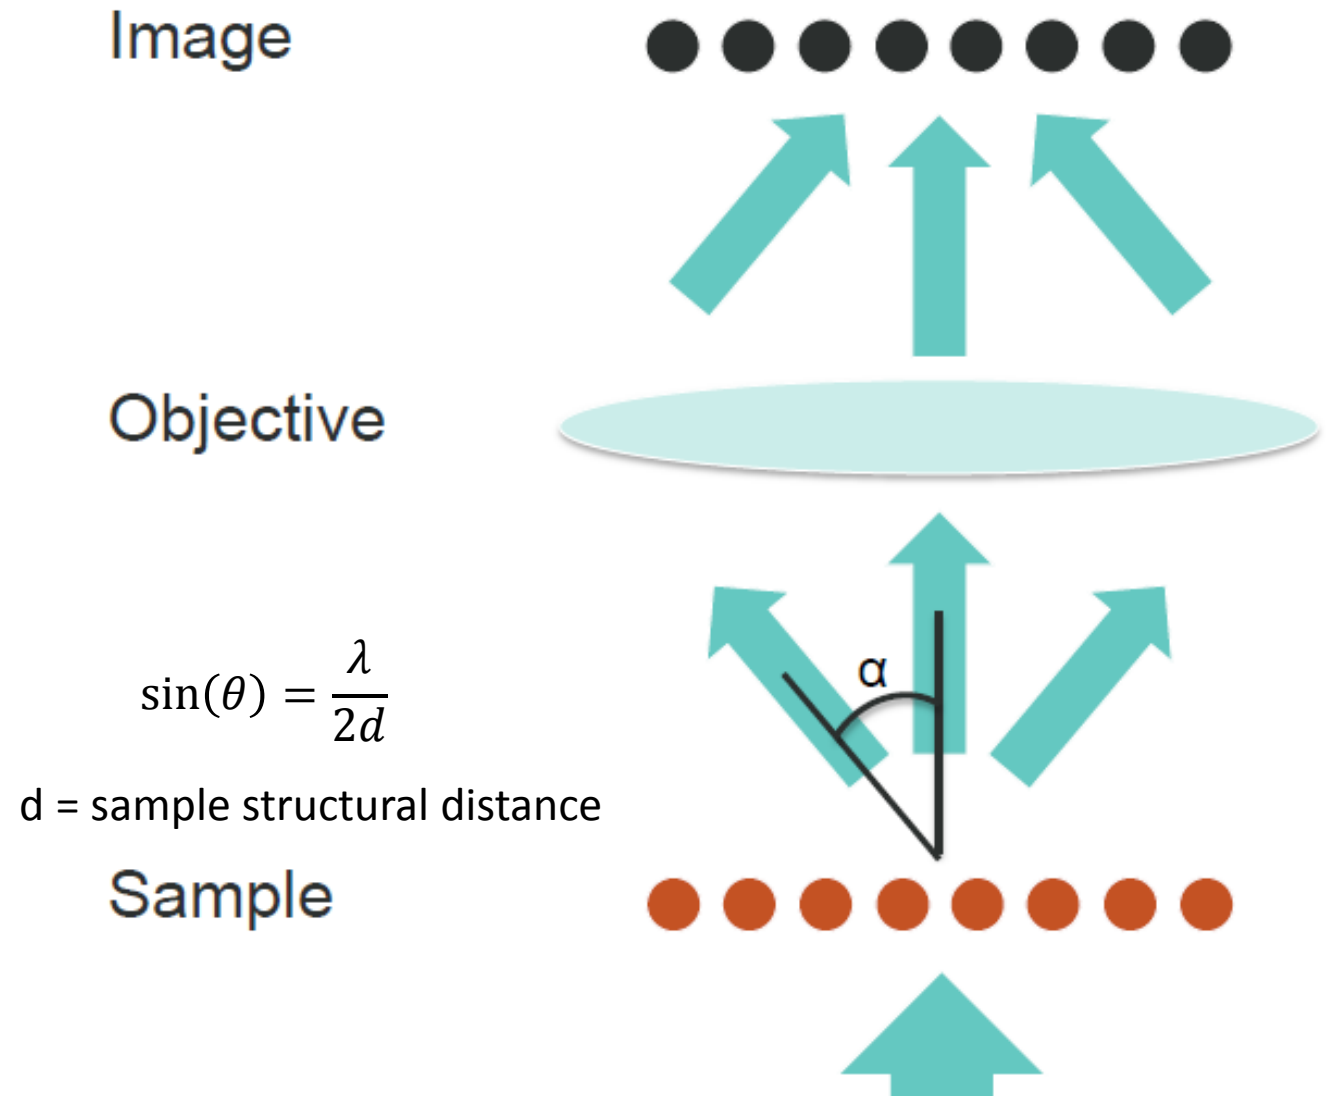 Image
Objective
α
sin(θ) = λ/2d
d = sample structural distance
Sample